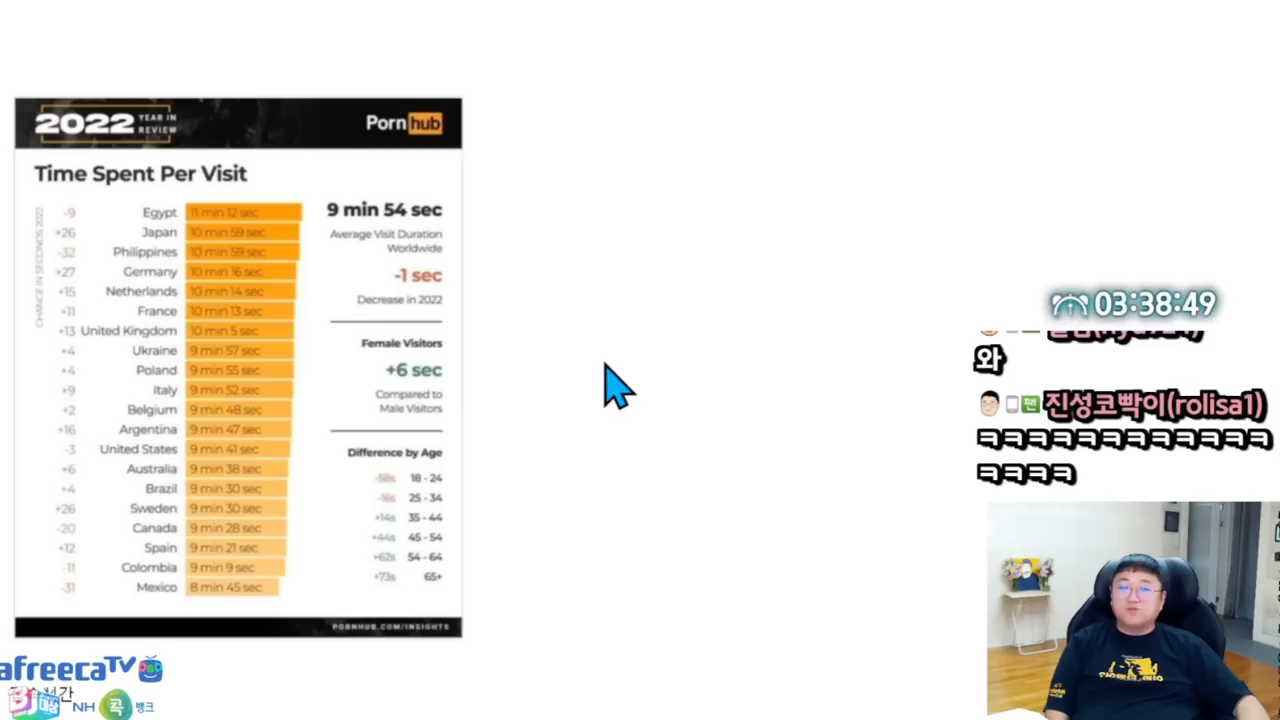 2022 YEAR IN REVIEW
Pornhub
Time Spent Per Visit
CHANGE IN SECONDS 2022
-9 Egypt 11 min 12 sec
+26 Japan 10 min 59 sec
-32 Philippines 10 min 59 sec
+27 Germany 10 min 16 sec
+15 Netherlands 10 min 14 sec
+11 France 10 min 13 sec
+13 United Kingdom 10 min 5 sec
+4 Ukraine 9 min 57 sec
+4 Poland 9 min 55 sec
+9 Italy 9 min 52 sec
+2 Belgium 9 min 48 sec
+16 Argentina 9 min 47 sec
-3 United States 9 min 41 sec
+6 Australia 9 min 38 sec
+4 Brazil 9 min 30 sec
+26 Sweden 9 min 30 sec
-20 Canada 9 min 28 sec
+12 Spain 9 min 21 sec
-11 Colombia 9 min 9 sec
-31 Mexico 8 min 45 sec
9 min 54 sec
Average Visit Duration
Worldwide
-1 sec
Decrease in 2022
Female Visitors
+6 sec
Compared to
Male Visitors
Difference by Age
-58s 18 - 24
-16s 25 - 34
+14s 35 - 44
+44s 45 - 54
+62s 54 - 64
+73s 65+
PORNHUB.COM/INSIGHTS
03:38:49
와
팬 진성코빡이(rolisa1)
ㅋㅋㅋㅋㅋㅋㅋㅋㅋㅋㅋㅋ
ㅋㅋㅋㅋ
afreecaTV
대상
NH 콕 뱅크